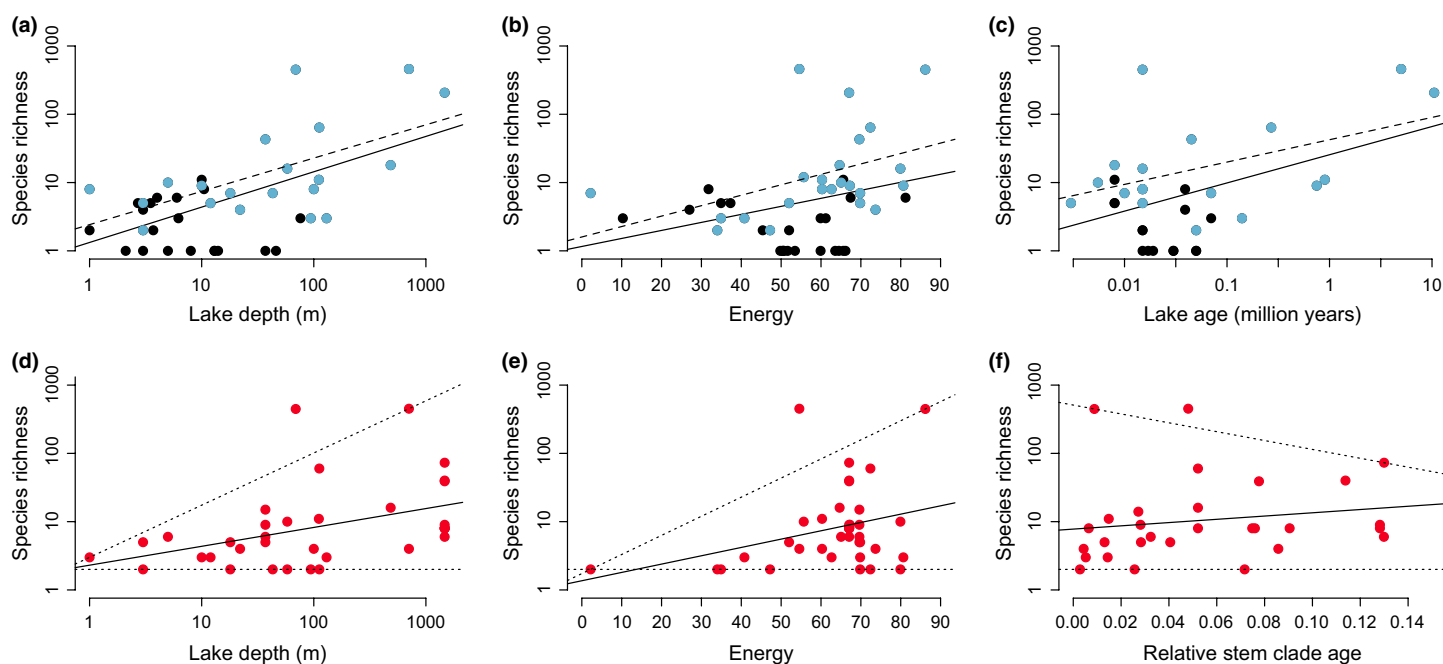 (a)
Species richness
1 10 100 1000
1 10 100 1000
Lake depth (m)
(b)
Species richness
1 10 100 1000
0 10 20 30 40 50 60 70 80 90
Energy
(c)
Species richness
1 10 100 1000
0.01 0.1 1 10
Lake age (million years)
(d)
Species richness
1 10 100 1000
1 10 100 1000
Lake depth (m)
(e)
Species richness
1 10 100 1000
0 10 20 30 40 50 60 70 80 90
Energy
(f)
Species richness
1 10 100 1000
0.00 0.02 0.04 0.06 0.08 0.10 0.12 0.14
Relative stem clade age